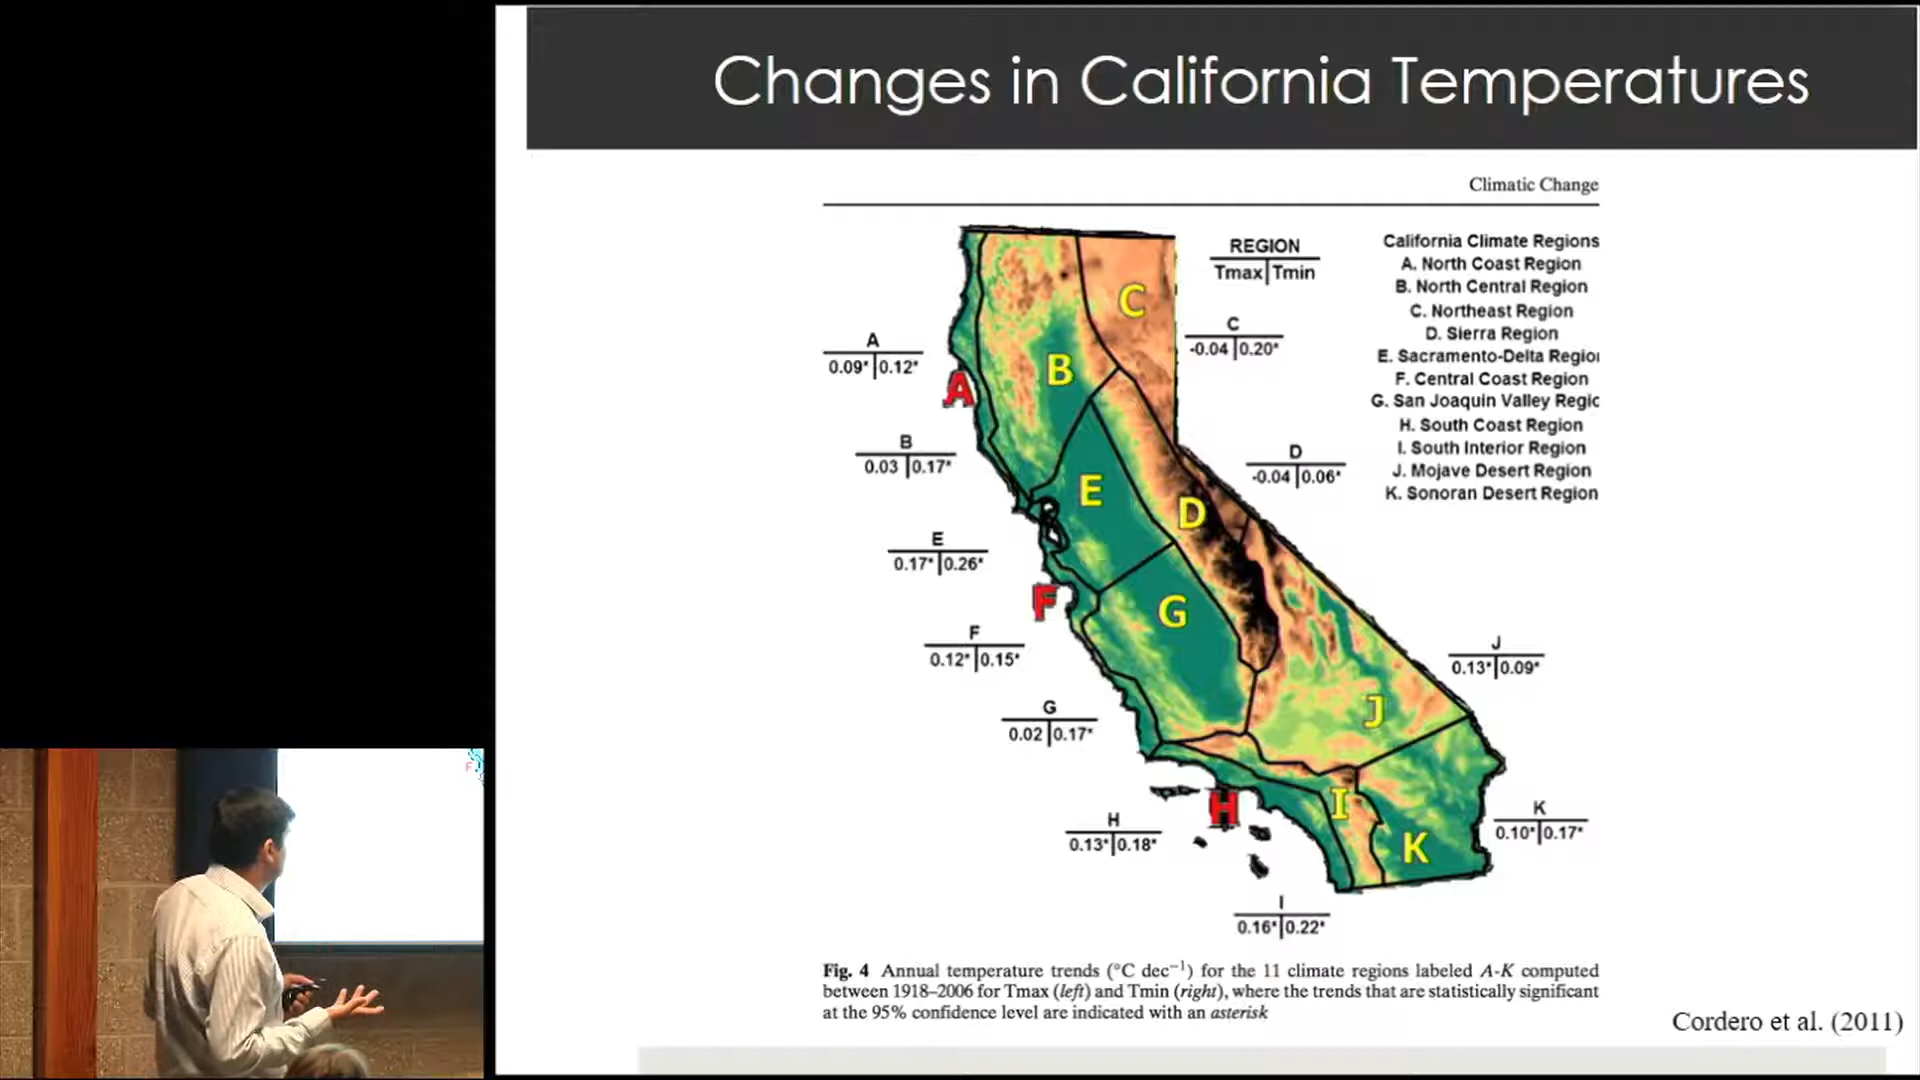 Changes in California Temperatures
Climatic Change
REGION
Tmax Tmin
California Climate Regions
A. North Coast Region
B. North Central Region
C. Northeast Region
D. Sierra Region
E. Sacramento-Delta Regio
F. Central Coast Region
G. San Joaquin Valley Regic
H. South Coast Region
I. South Interior Region
J. Mojave Desert Region
K. Sonoran Desert Region
C
C
-0.04 0.20*
A
0.09* 0.12*
A
B
B
0.03 0.17*
D
-0.04 0.06*
E
D
E
0.17* 0.26*
F
G
F
0.12* 0.15*
J
0.13* 0.09*
G
0.02 0.17*
J
H
I
K
H
0.13* 0.18*
K
0.10* 0.17*
I
0.16* 0.22*
Fig. 4 Annual temperature trends (°C dec⁻¹) for the 11 climate regions labeled A-K computed
between 1918–2006 for Tmax (left) and Tmin (right), where the trends that are statistically significant
at the 95% confidence level are indicated with an asterisk
Cordero et al. (2011)
F